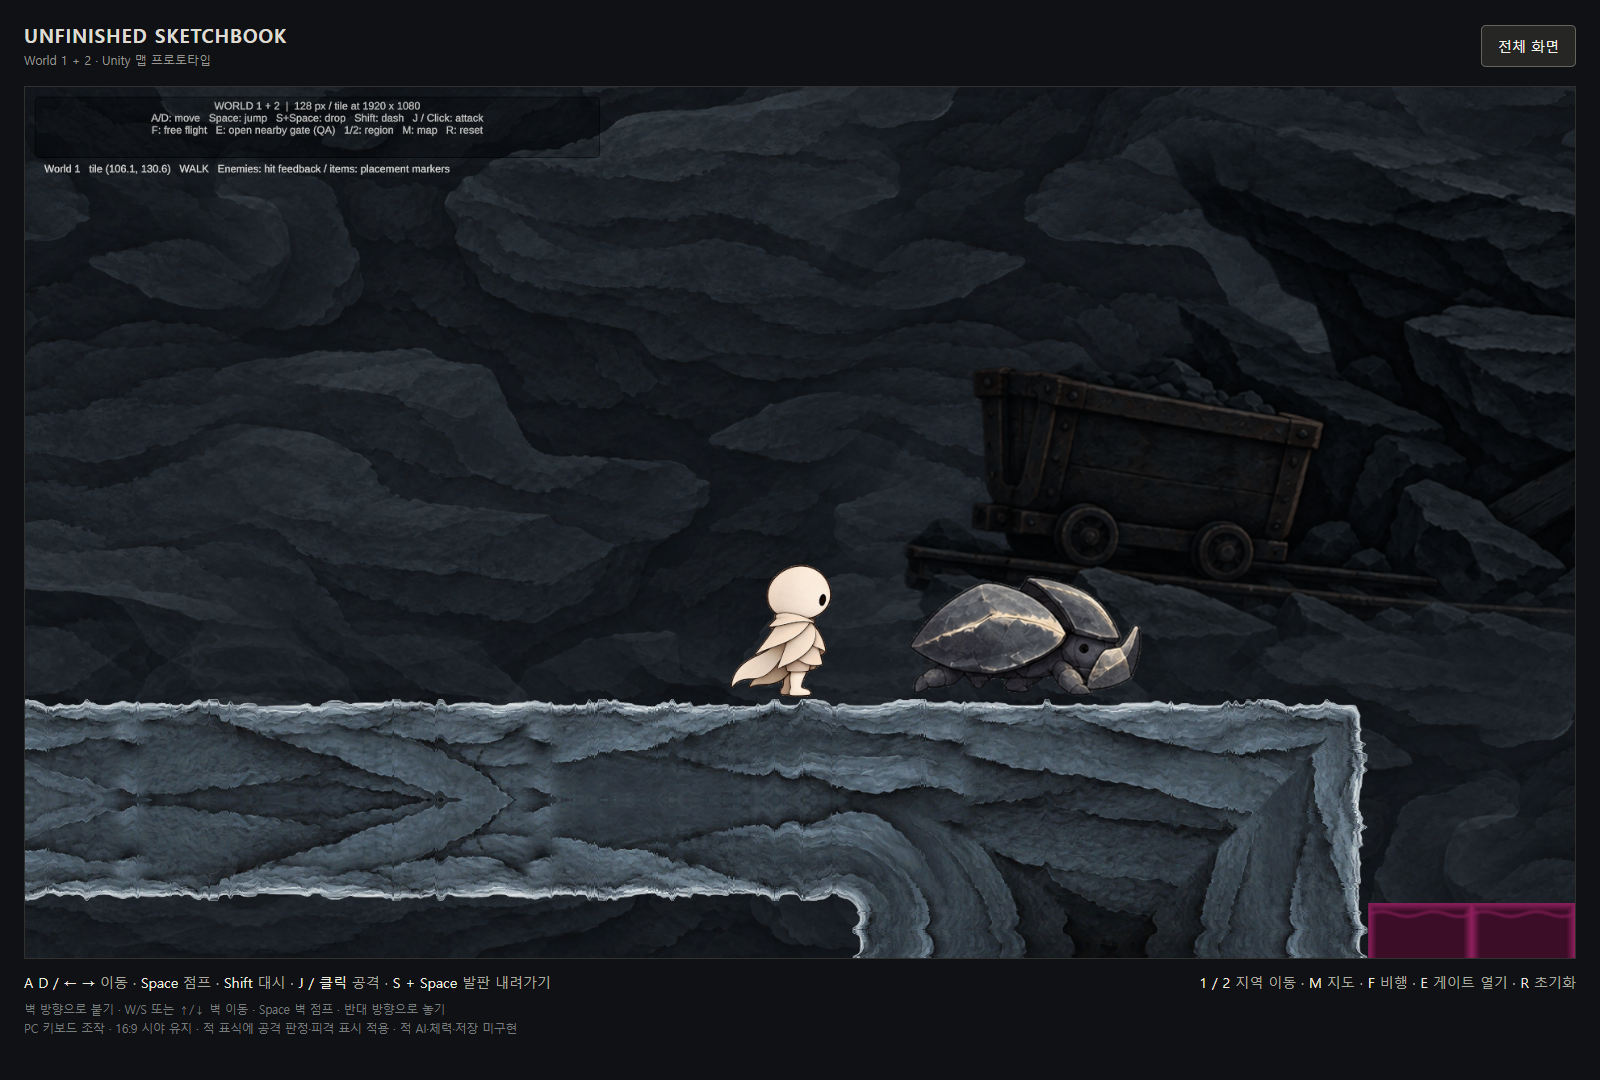 UNFINISHED SKETCHBOOK
World 1 + 2 · Unity 맵 프로토타입
전체 화면
WORLD 1 + 2 | 128 px / tile at 1920 x 1080
A/D: move Space: jump S+Space: drop Shift: dash J / Click: attack
F: free flight E: open nearby gate (QA) 1/2: region M: map R: reset
World 1 tile (106.1, 130.6) WALK Enemies: hit feedback / items: placement markers
A D / ← → 이동 · Space 점프 · Shift 대시 · J / 클릭 공격 · S + Space 발판 내려가기
1 / 2 지역 이동 · M 지도 · F 비행 · E 게이트 열기 · R 초기화
벽 방향으로 붙기 · W/S 또는 ↑/↓ 벽 이동 · Space 벽 점프 · 반대 방향으로 놓기
PC 키보드 조작 · 16:9 시야 유지 · 적 표식에 공격 판정·피격 표시 적용 · 적 AI·체력·저장 미구현